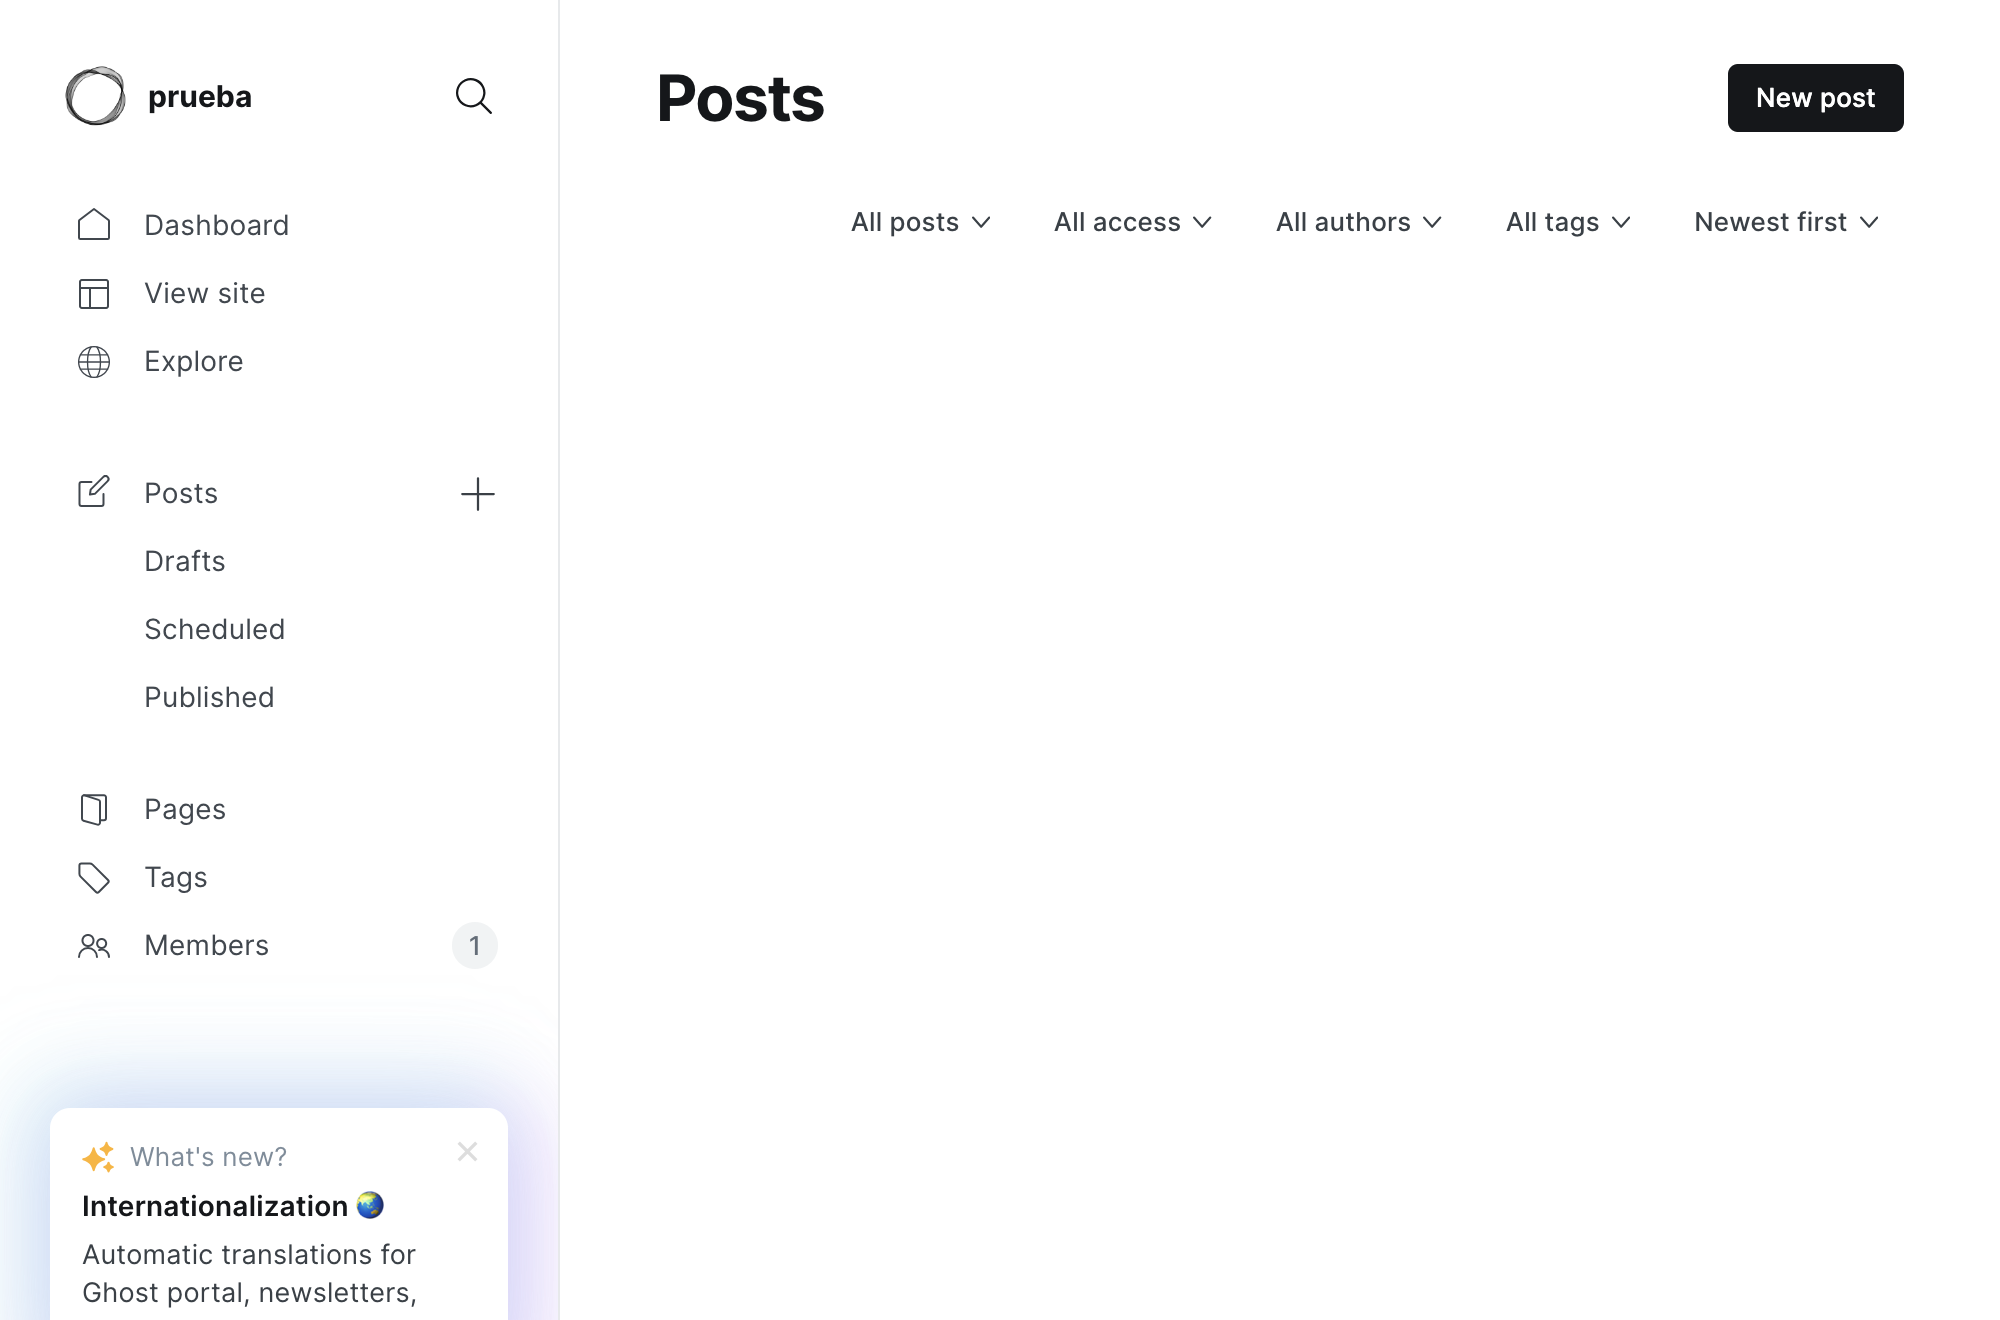 prueba
Dashboard
View site
Explore
Posts
Drafts
Scheduled
Published
Pages
Tags
Members 1
What's new?
Internationalization 🌏
Automatic translations for
Ghost portal, newsletters,
Posts
New post
All posts All access All authors All tags Newest first